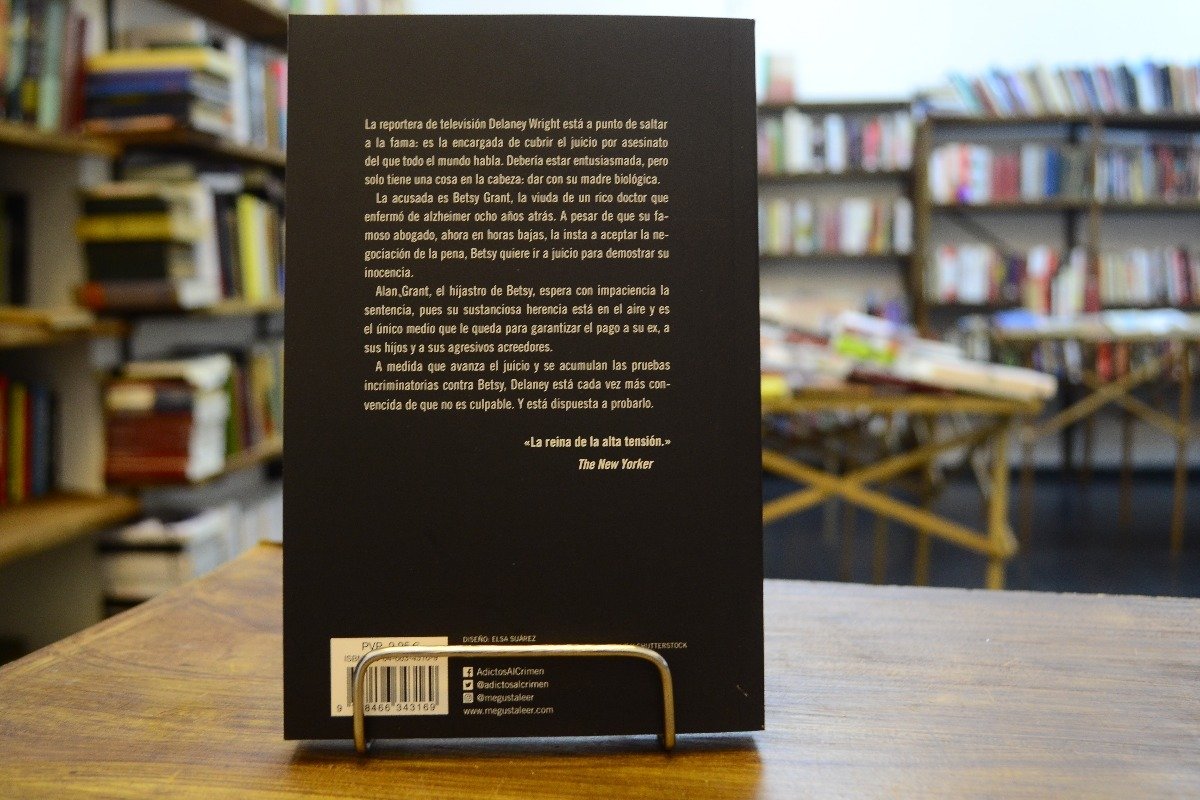 La reportera de televisión Delaney Wright está a punto de saltar
a la fama: es la encargada de cubrir el juicio por asesinato
del que todo el mundo habla. Debería estar entusiasmada, pero
solo tiene una cosa en la cabeza: dar con su madre biológica.
La acusada es Betsy Grant, la viuda de un rico doctor que
enfermó de alzheimer ocho años atrás. A pesar de que su fa-
moso abogado, ahora en horas bajas, la insta a aceptar la ne-
gociación de la pena, Betsy quiere ir a juicio para demostrar su
inocencia.
Alan Grant, el hijastro de Betsy, espera con impaciencia la
sentencia, pues su sustanciosa herencia está en el aire y es
el único medio que le queda para garantizar el pago a su ex, a
sus hijos y a sus agresivos acreedores.
A medida que avanza el juicio y se acumulan las pruebas
incriminatorias contra Betsy, Delaney está cada vez más con-
vencida de que no es culpable. Y está dispuesta a probarlo.
«La reina de la alta tensión.»
The New Yorker
PVP 9,95 €
ISBN
DISEÑO: ELSA SUÁREZ
SHUTTERSTOCK
AdictosAlCrimen
@adictosalcrimen
@megustaleer
www.megustaleer.com
9 8466 343169